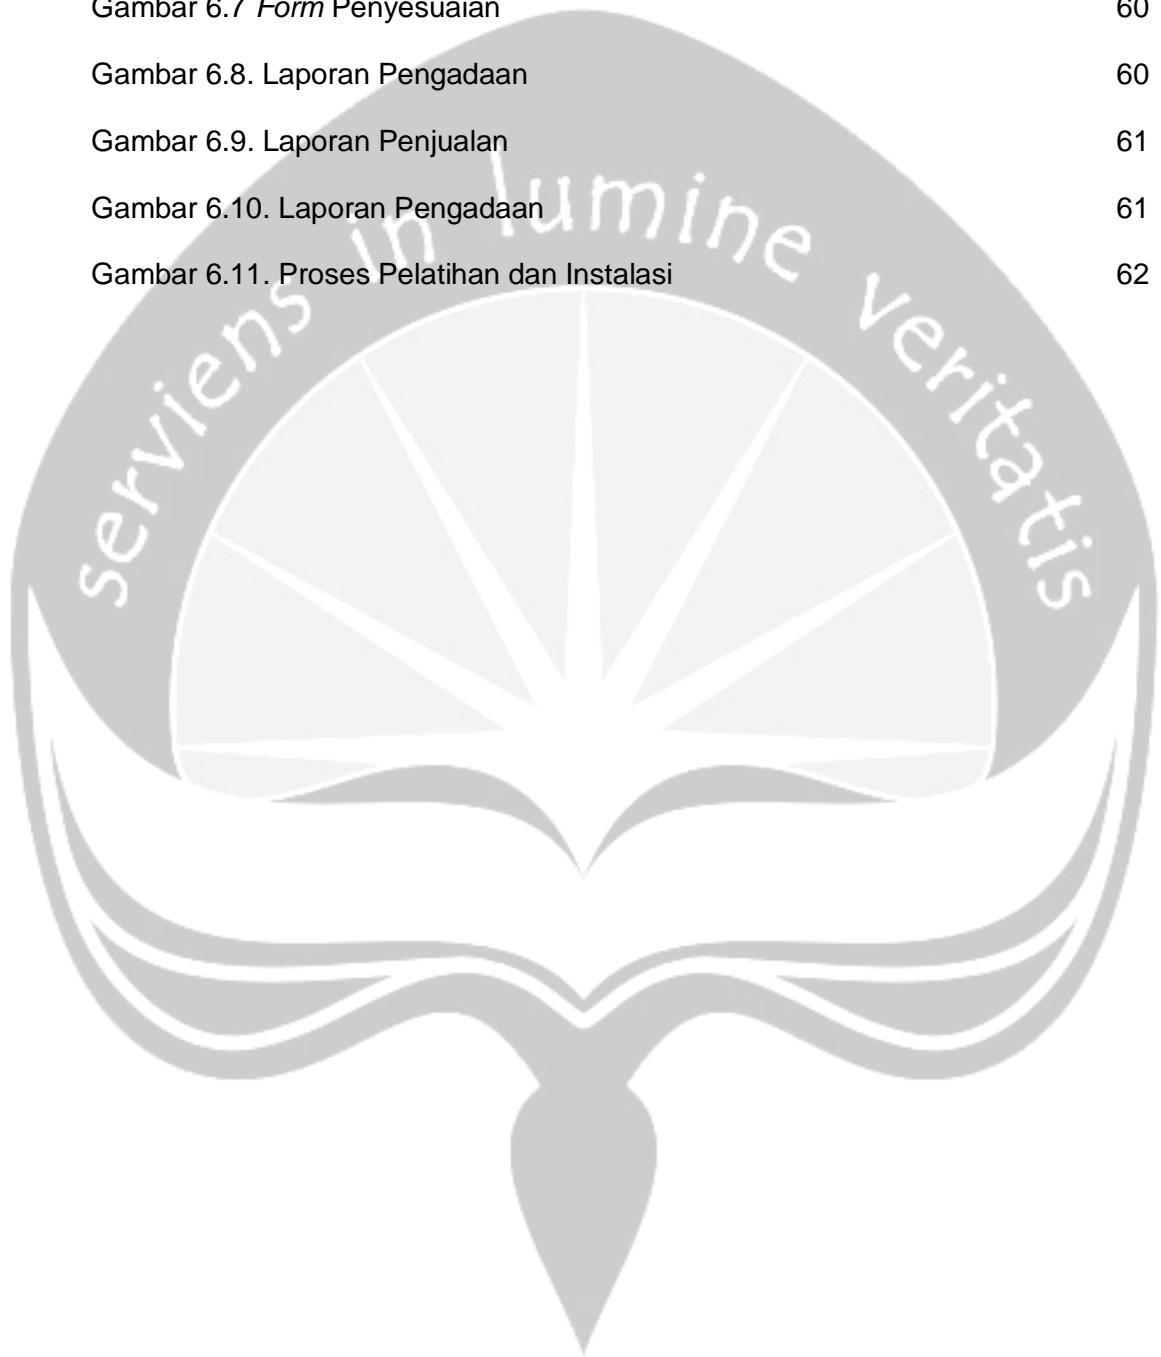 Gambar 6.7 Form Penyesuaian 60
Gambar 6.8. Laporan Pengadaan 60
Gambar 6.9. Laporan Penjualan 61
Gambar 6.10. Laporan Pengadaan 61
Gambar 6.11. Proses Pelatihan dan Instalasi 62
serviens in lumine veritatis